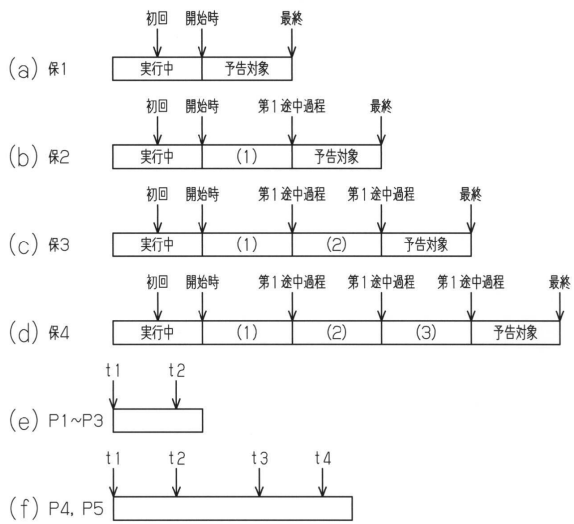 初回 開始時 最終
(a) 保1 実行中 予告対象
初回 開始時 第1途中過程 最終
(b) 保2 実行中 (1) 予告対象
初回 開始時 第1途中過程 第1途中過程 最終
(c) 保3 実行中 (1) (2) 予告対象
初回 開始時 第1途中過程 第1途中過程 第1途中過程 最終
(d) 保4 実行中 (1) (2) (3) 予告対象
t1 t2
(e) P1~P3
t1 t2 t3 t4
(f) P4, P5